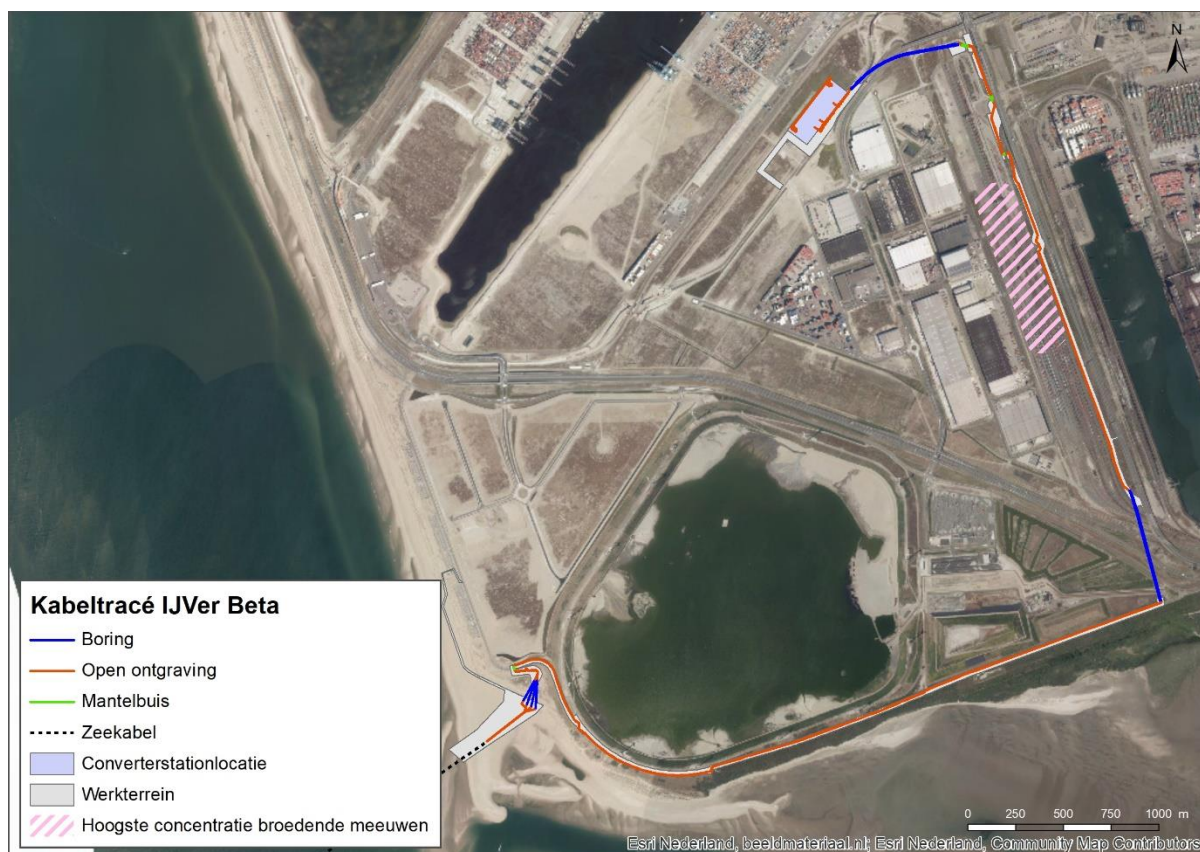 N
Kabeltracé IJVer Beta
Boring
Open ontgraving
Mantelbuis
Zeekabel
Converterstationlocatie
Werkterrein
Hoogste concentratie broedende meeuwen
0 250 500 750 1000 m
Esri Nederland, beeldmateriaal.nl; Esri Nederland, Community Map Contributors